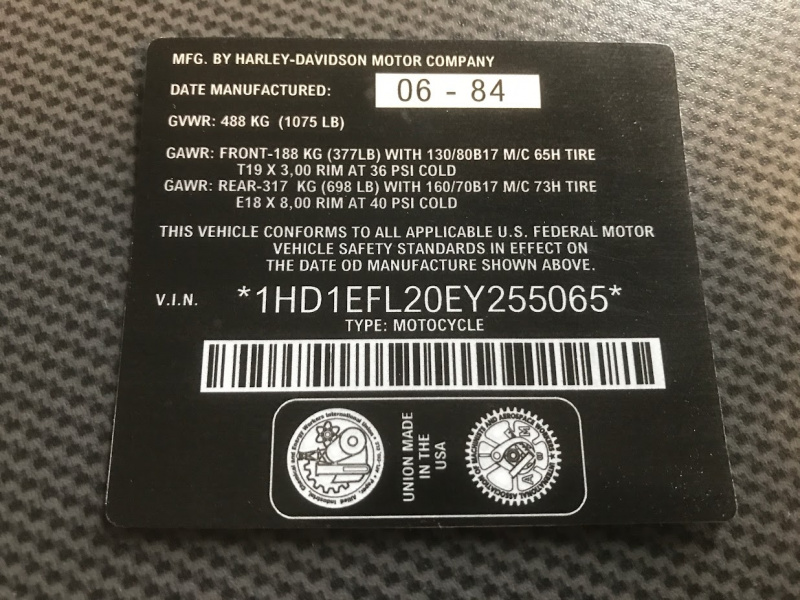 MFG. BY HARLEY-DAVIDSON MOTOR COMPANY
DATE MANUFACTURED: 06 - 84
GVWR: 488 KG (1075 LB)
GAWR: FRONT-188 KG (377LB) WITH 130/80B17 M/C 65H TIRE
T19 X 3,00 RIM AT 36 PSI COLD
GAWR: REAR-317 KG (698 LB) WITH 160/70B17 M/C 73H TIRE
E18 X 8,00 RIM AT 40 PSI COLD
THIS VEHICLE CONFORMS TO ALL APPLICABLE U.S. FEDERAL MOTOR
VEHICLE SAFETY STANDARDS IN EFFECT ON
THE DATE OD MANUFACTURE SHOWN ABOVE.
V.I.N. *1HD1EFL20EY255065*
TYPE: MOTOCYCLE
UNION MADE
IN THE
USA